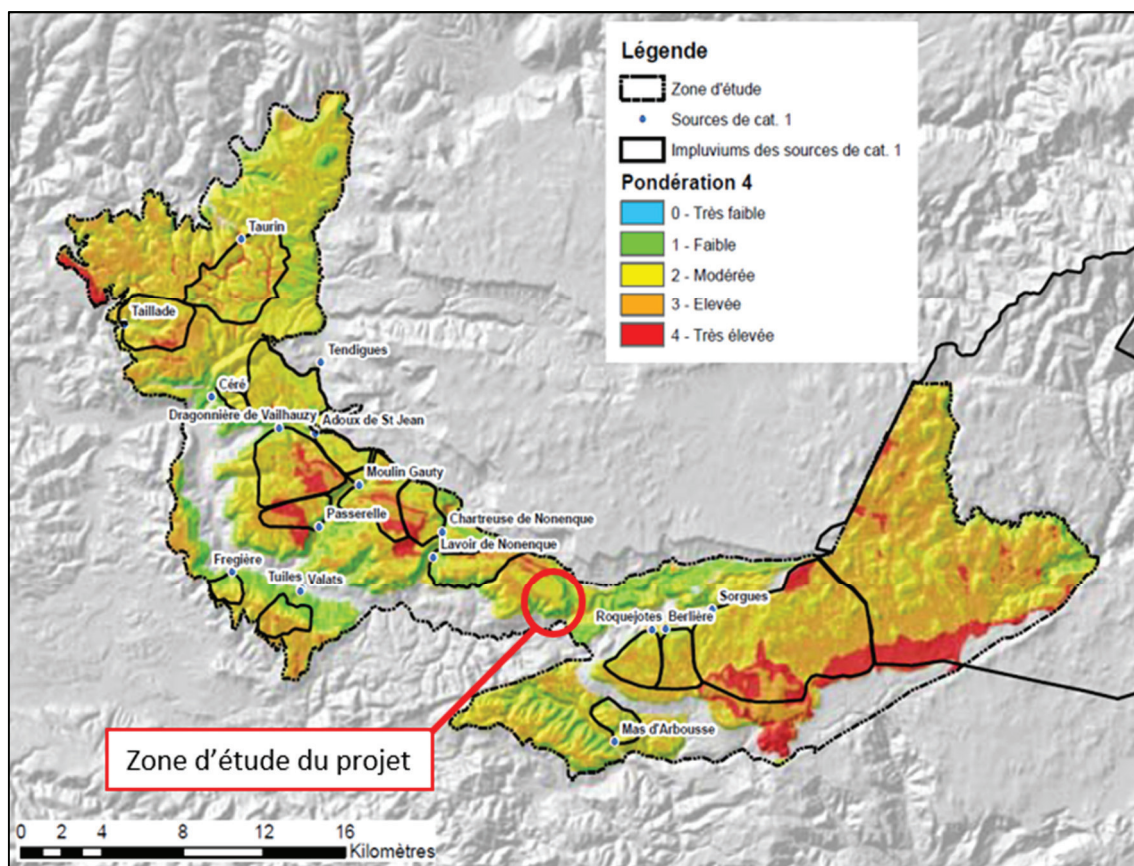 Légende
Zone d'étude
Sources de cat. 1
Impluviums des sources de cat. 1
Pondération 4
0 - Très faible
1 - Faible
2 - Modérée
3 - Elevée
4 - Très élevée
Taurin
Taillade
Tendigues
Céré
Dragonnière de Vailhauzy
Adoux de St Jean
Moulin Gauty
Passerelle
Chartreuse de Nonenque
Lavoir de Nonenque
Fregière
Tuiles Valats
Sorgues
Roquejotes Berlière
Mas d'Arbousse
Zone d'étude du projet
0 2 4 8 12 16
Kilomètres